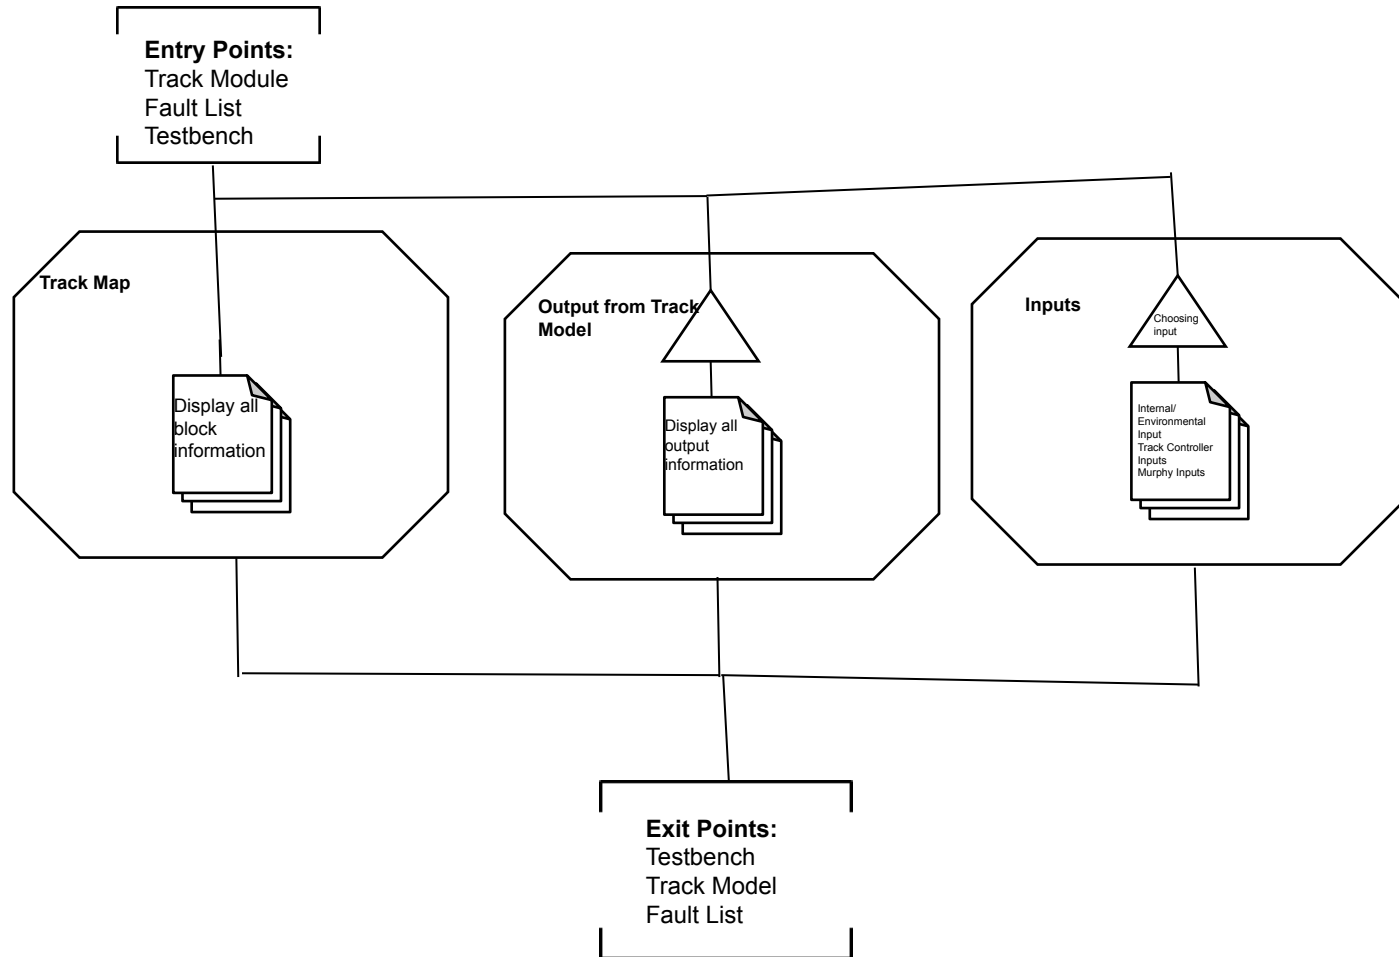 Entry Points:
Track Module
Fault List
Testbench
Track Map
Display all
block
information
Output from Track
Model
Display all
output
information
Inputs
Choosing
input
Internal/
Environmental
Input
Track Controller
Inputs
Murphy Inputs
Exit Points:
Testbench
Track Model
Fault List